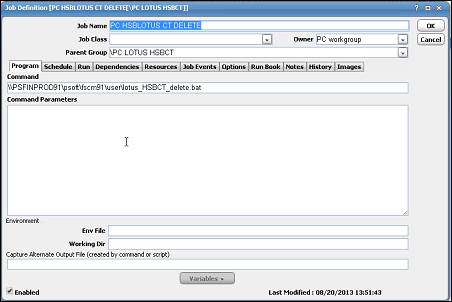 Job Definition [PC HSBLOTUS CT DELETE[\PC LOTUS HSBCT]]
Job Name PC HSBLOTUS CT DELETE OK
Job Class Owner PC workgroup Cancel
Parent Group \PC LOTUS HSBCT
Program Schedule Run Dependencies Resources Job Events Options Run Book Notes History Images
Command
\\PSFINPROD91\psoft\fscm91\user\lotus_HSBCT_delete.bat
Command Parameters
Environment
Env File
Working Dir
Capture Alternate Output File (created by command or script)
Variables
Enabled Last Modified : 08/20/2013 13:51:43